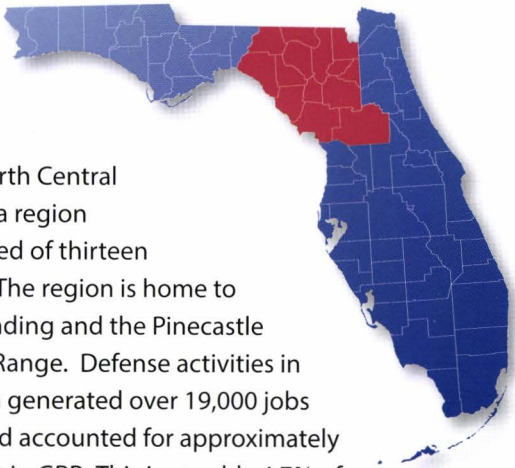 rth Central
a region
ed of thirteen
The region is home to
ding and the Pinecastle
Range. Defense activities in
generated over 19,000 jobs
d accounted for approximately